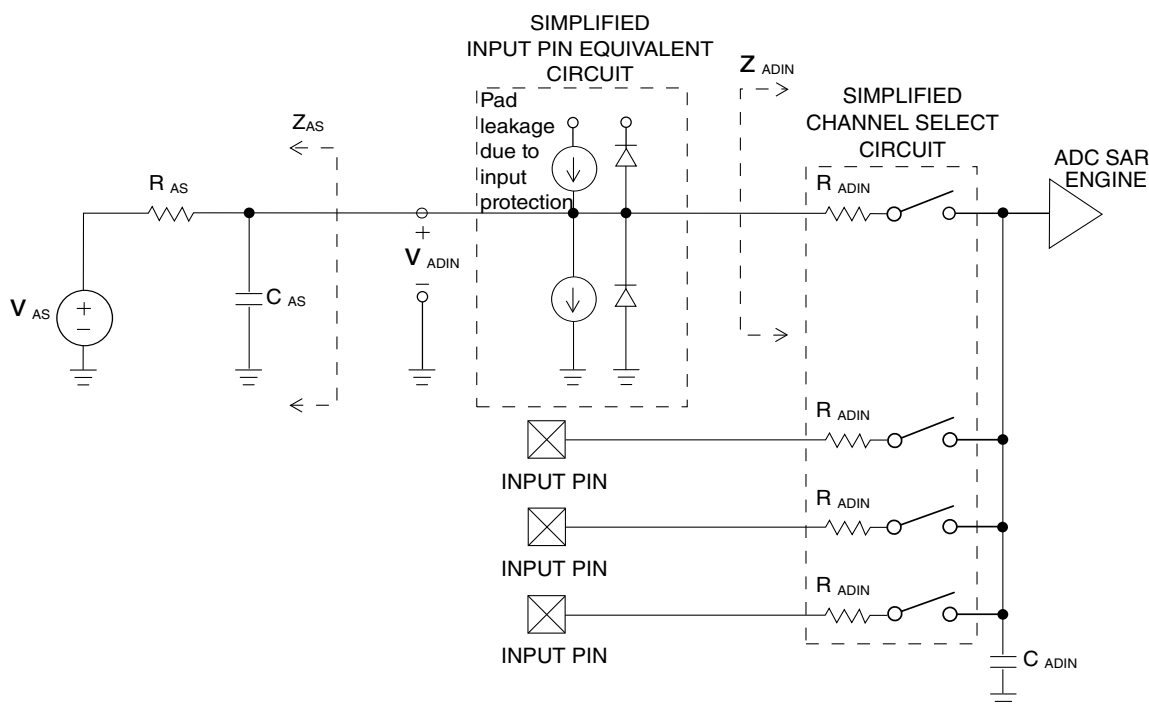 SIMPLIFIED
INPUT PIN EQUIVALENT
CIRCUIT
Z ADIN
SIMPLIFIED
CHANNEL SELECT
CIRCUIT
ADC SAR
ENGINE
Pad
leakage
due to
input
protection
Z AS
R AS
R ADIN
+
V ADIN
−
C AS
V AS
+
−
R ADIN
INPUT PIN
R ADIN
INPUT PIN
R ADIN
INPUT PIN
C ADIN